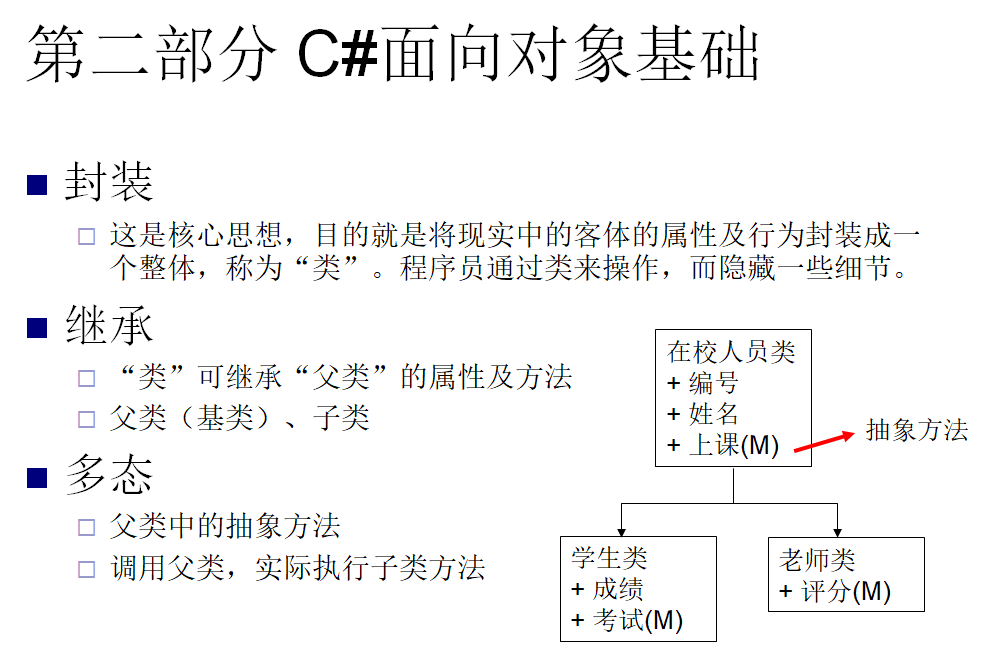 第二部分 C#面向对象基础
封装
这是核心思想，目的就是将现实中的客体的属性及行为封装成一
个整体，称为“类”。程序员通过类来操作，而隐藏一些细节。
继承
“类”可继承“父类”的属性及方法
父类（基类）、子类
多态
父类中的抽象方法
调用父类，实际执行子类方法
在校人员类
+ 编号
+ 姓名
+ 上课(M)
抽象方法
学生类
+ 成绩
+ 考试(M)
老师类
+ 评分(M)